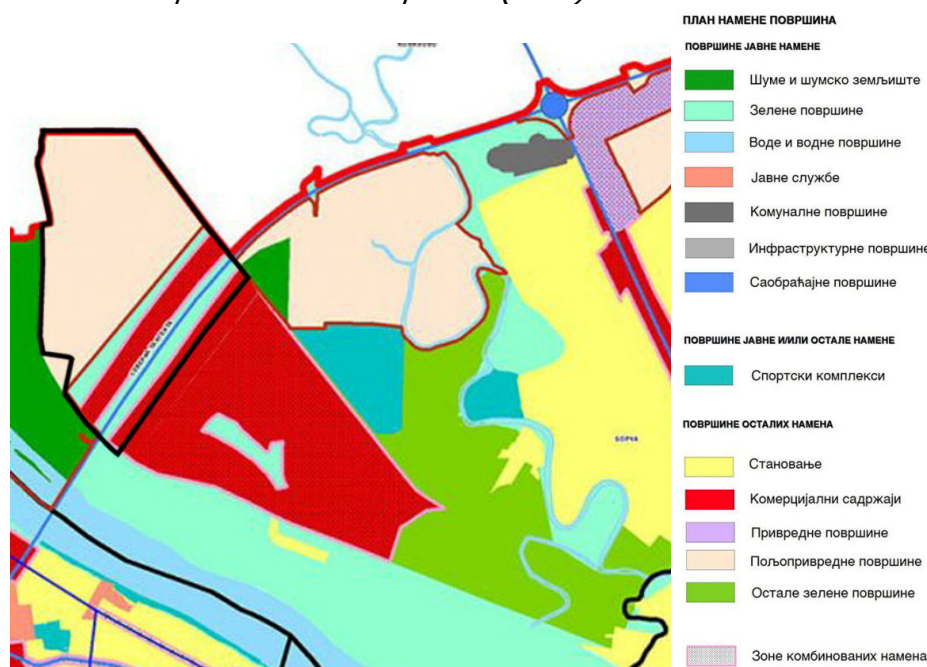 ПЛАН НАМЕНЕ ПОВРШИНА
ПОВРШИНЕ ЈАВНЕ НАМЕНЕ
Шуме и шумско земљиште
Зелене површине
Воде и водне површине
Јавне службе
Комуналне површине
Инфраструктурне површине
Саобраћајне површине
ПОВРШИНЕ ЈАВНЕ И/ИЛИ ОСТАЛЕ НАМЕНЕ
Спортски комплекси
ПОВРШИНЕ ОСТАЛИХ НАМЕНА
Становање
Комерцијални садржаји
Привредне површине
Пољопривредне површине
Остале зелене површине
Зоне комбинованих намена
БОРЧА